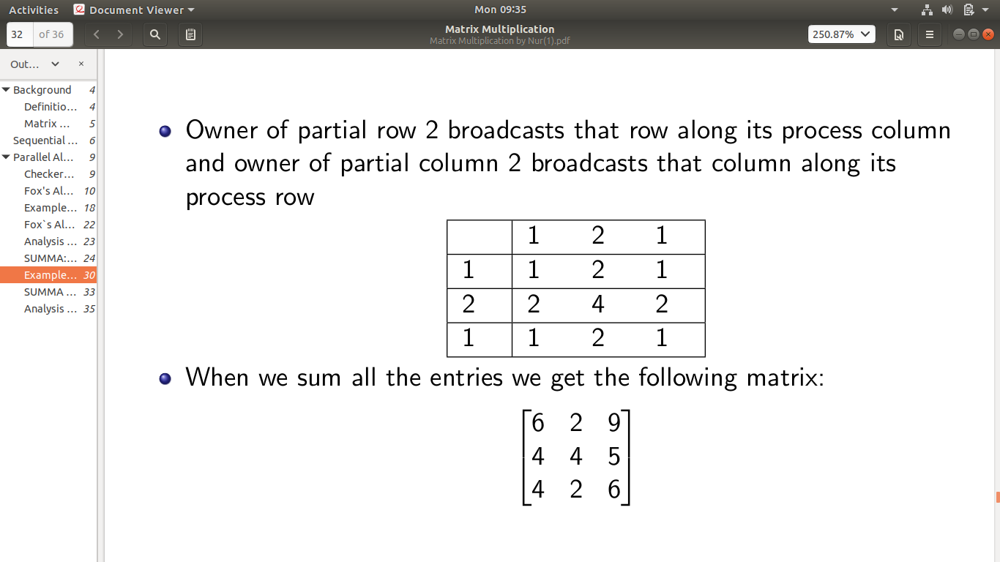 Activities Document Viewer Mon 09:35
32 of 36 Matrix Multiplication 250.87%
Matrix Multiplication by Nur(1).pdf
Out... ×
Background 4
Definitio... 4
Matrix ... 5
Sequential ... 6
Parallel Al... 9
Checker... 9
Fox's Al... 10
Example... 18
Fox`s Al... 22
Analysis ... 23
SUMMA:... 24
Example... 30
SUMMA ... 33
Analysis ... 35
Owner of partial row 2 broadcasts that row along its process column
and owner of partial column 2 broadcasts that column along its
process row
1 2 1
1 1 2 1
2 2 4 2
1 1 2 1
When we sum all the entries we get the following matrix:
6 2 9
4 4 5
4 2 6